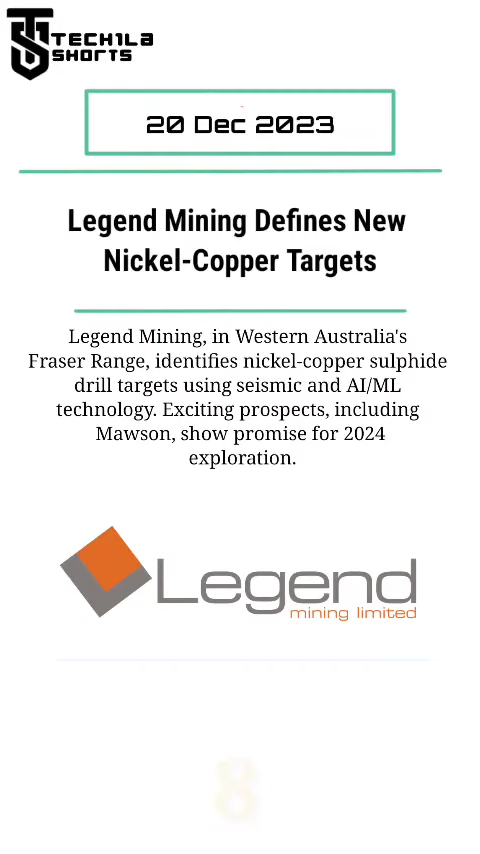 TECH1LA
SHORTS
20 Dec 2023
Legend Mining Defines New
Nickel-Copper Targets
Legend Mining, in Western Australia's
Fraser Range, identifies nickel-copper sulphide
drill targets using seismic and AI/ML
technology. Exciting prospects, including
Mawson, show promise for 2024
exploration.
Legend
mining limited
8